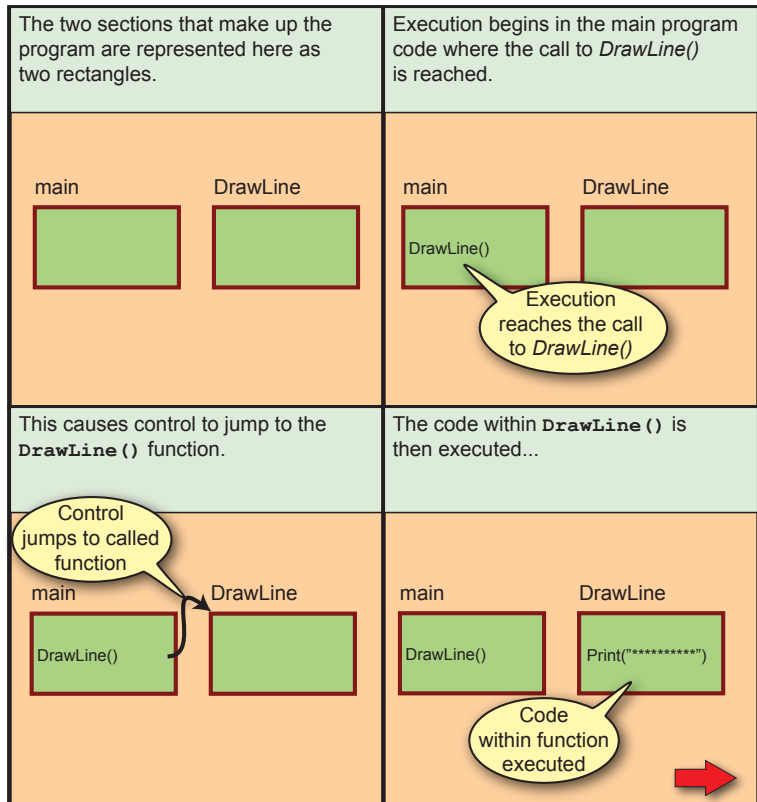 The two sections that make up the
program are represented here as
two rectangles.
main
DrawLine
Execution begins in the main program
code where the call to DrawLine()
is reached.
main
DrawLine
DrawLine()
Execution
reaches the call
to DrawLine()
This causes control to jump to the
DrawLine() function.
Control
jumps to called
function
main
DrawLine
DrawLine()
The code within DrawLine() is
then executed...
main
DrawLine
DrawLine()
Print("**********")
Code
within function
executed